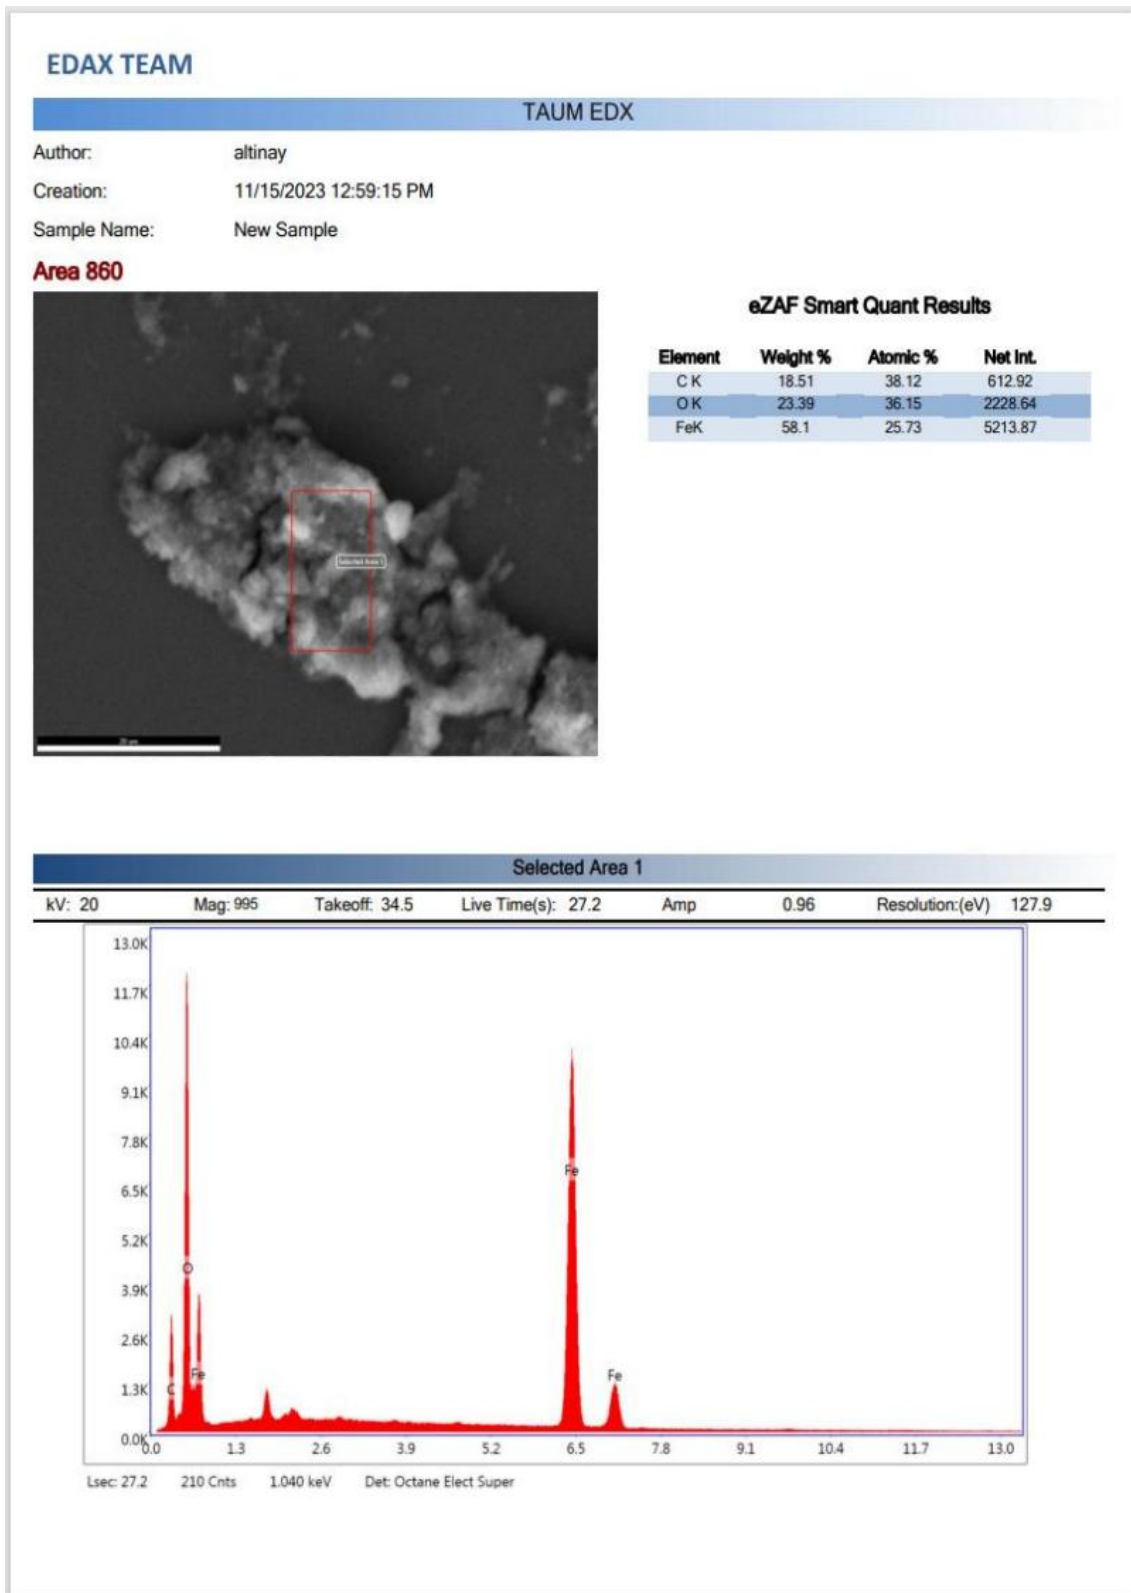 EDAX TEAM
TAUM EDX
Author: altinay
Creation: 11/15/2023 12:59:15 PM
Sample Name: New Sample
Area 860
eZAF Smart Quant Results
Element Weight % Atomic % Net Int.
C K 18.51 38.12 612.92
O K 23.39 36.15 2228.64
FeK 58.1 25.73 5213.87
Selected Area 1
20 µm
Selected Area 1
kV: 20 Mag: 995 Takeoff: 34.5 Live Time(s): 27.2 Amp 0.96 Resolution:(eV) 127.9
13.0K
11.7K
10.4K
9.1K
7.8K
6.5K
5.2K
3.9K
2.6K
1.3K
0.0K
Fe
O
Fe
C
Fe
0.0 1.3 2.6 3.9 5.2 6.5 7.8 9.1 10.4 11.7 13.0
Lsec: 27.2 210 Cnts 1.040 keV Det: Octane Elect Super